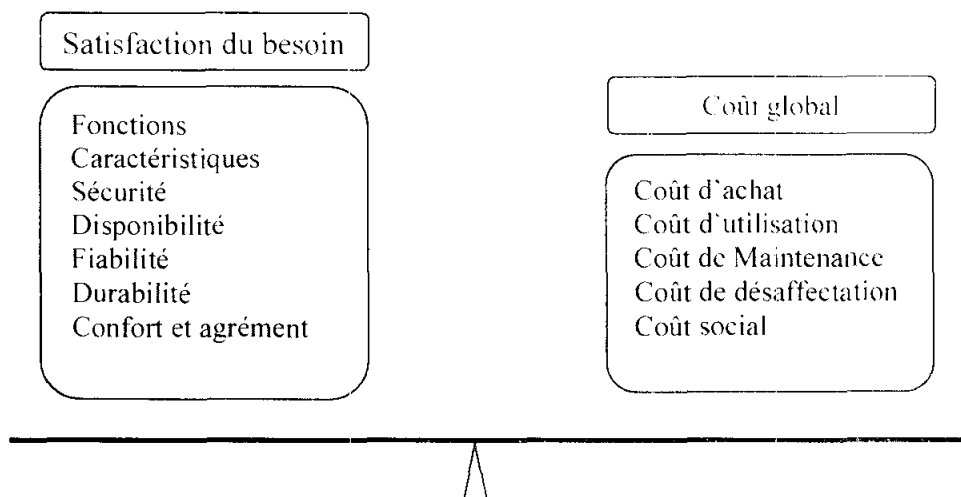 Satisfaction du besoin
Fonctions
Caractéristiques
Sécurité
Disponibilité
Fiabilité
Durabilité
Confort et agrément
Coût global
Coût d`achat
Coût d`utilisation
Coût de Maintenance
Coût de désaffectation
Coût social